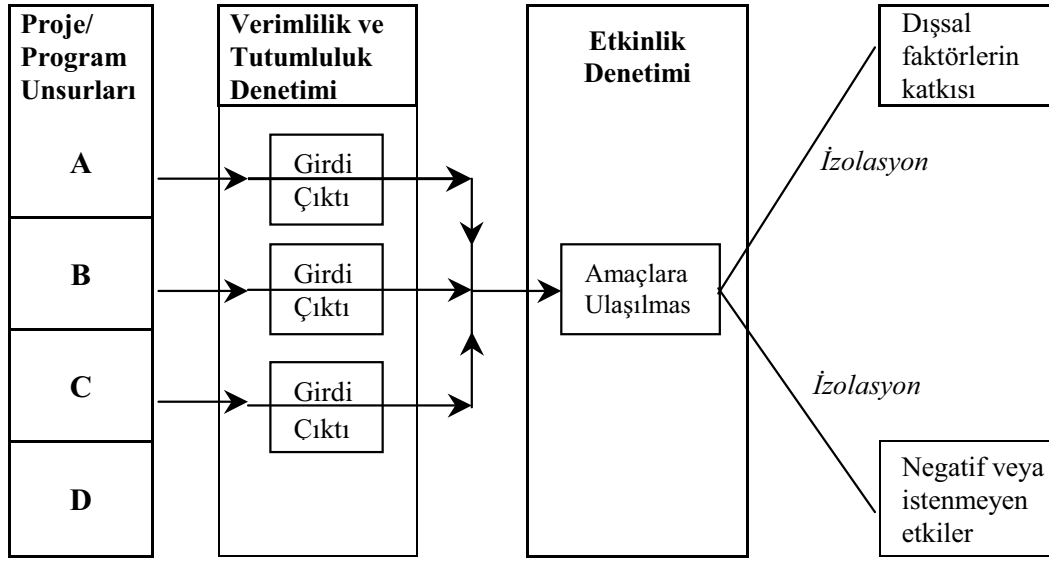 Proje/
Program
Unsurları
A
B
C
D
Verimlilik ve
Tutumluluk
Denetimi
Girdi
Çıktı
Girdi
Çıktı
Girdi
Çıktı
Etkinlik
Denetimi
Amaçlara
Ulaşılmas
Dışsal
faktörlerin
katkısı
İzolasyon
İzolasyon
Negatif veya
istenmeyen
etkiler